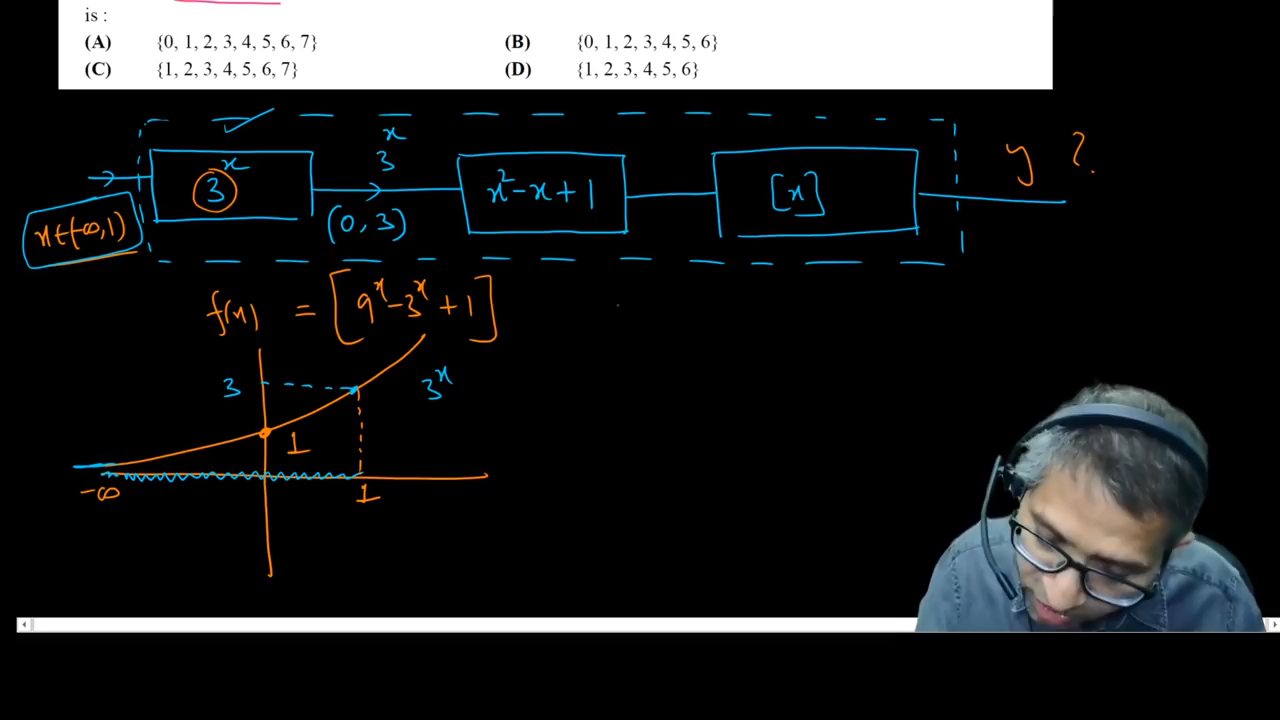 is :
(A) {0, 1, 2, 3, 4, 5, 6, 7} (B) {0, 1, 2, 3, 4, 5, 6}
(C) {1, 2, 3, 4, 5, 6, 7} (D) {1, 2, 3, 4, 5, 6}
3^x
3^x
(0, 3)
x² - x + 1
[x]
y ?
x ∈ (-∞, 1)
f(x) = [9^x - 3^x + 1]
3
3^x
1
-∞
1